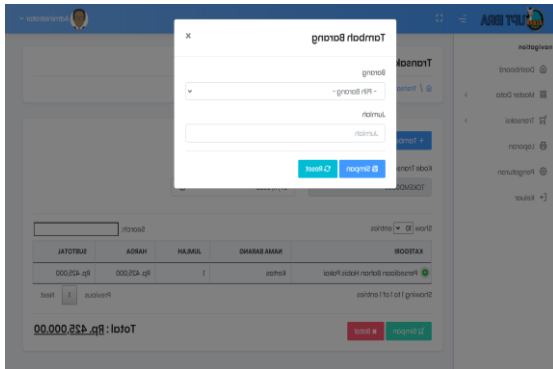 UPT IBRA
Administrator
navigation
Dashboard
Master Data
Transaksi
Laporan
Pengaturan
Keluar
Tambah Barang
×
Barang
- Pilih Barang -
Jumlah
Jumlah
Simpan
Reset
Search:
Show 10 entries
KATEGORI
NAMA BARANG
JUMLAH
HARGA
SUBTOTAL
Persediaan Bahan Habis Pakai
Kertas
1
Rp. 425,000
Rp. 425,000
Showing 1 to 1 of 1 entries
Previous
1
Next
Simpan
Batal
Total : Rp. 425,000.00